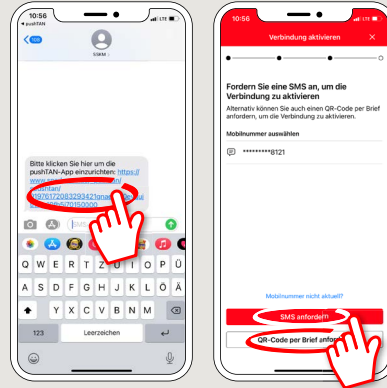 10:56
◀ pushTAN
LTE
SSKM
Bitte klicken Sie hier um die
pushTAN-App einzurichten: https://
Q W E R T Z U I O P Ü
A S D F G H J K L Ö Ä
Y X C V B N M
123
Leerzeichen
10:56
LTE
Verbindung aktivieren
Fordern Sie eine SMS an, um die
Verbindung zu aktivieren
Alternativ können Sie auch einen QR-Code per Brief
anfordern, um die Verbindung zu aktivieren.
Mobilnummer auswählen
*********8121
Mobilnummer nicht aktuell?
SMS anfordern
QR-Code per Brief